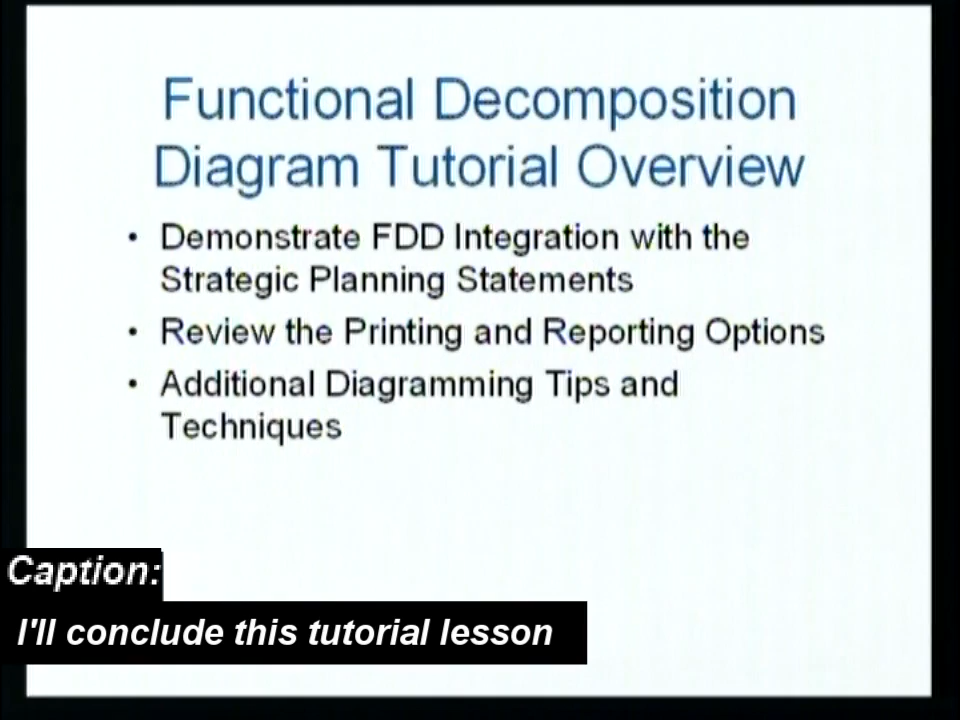 Functional Decomposition
Diagram Tutorial Overview
• Demonstrate FDD Integration with the
Strategic Planning Statements
• Review the Printing and Reporting Options
• Additional Diagramming Tips and
Techniques
Caption:
I'll conclude this tutorial lesson